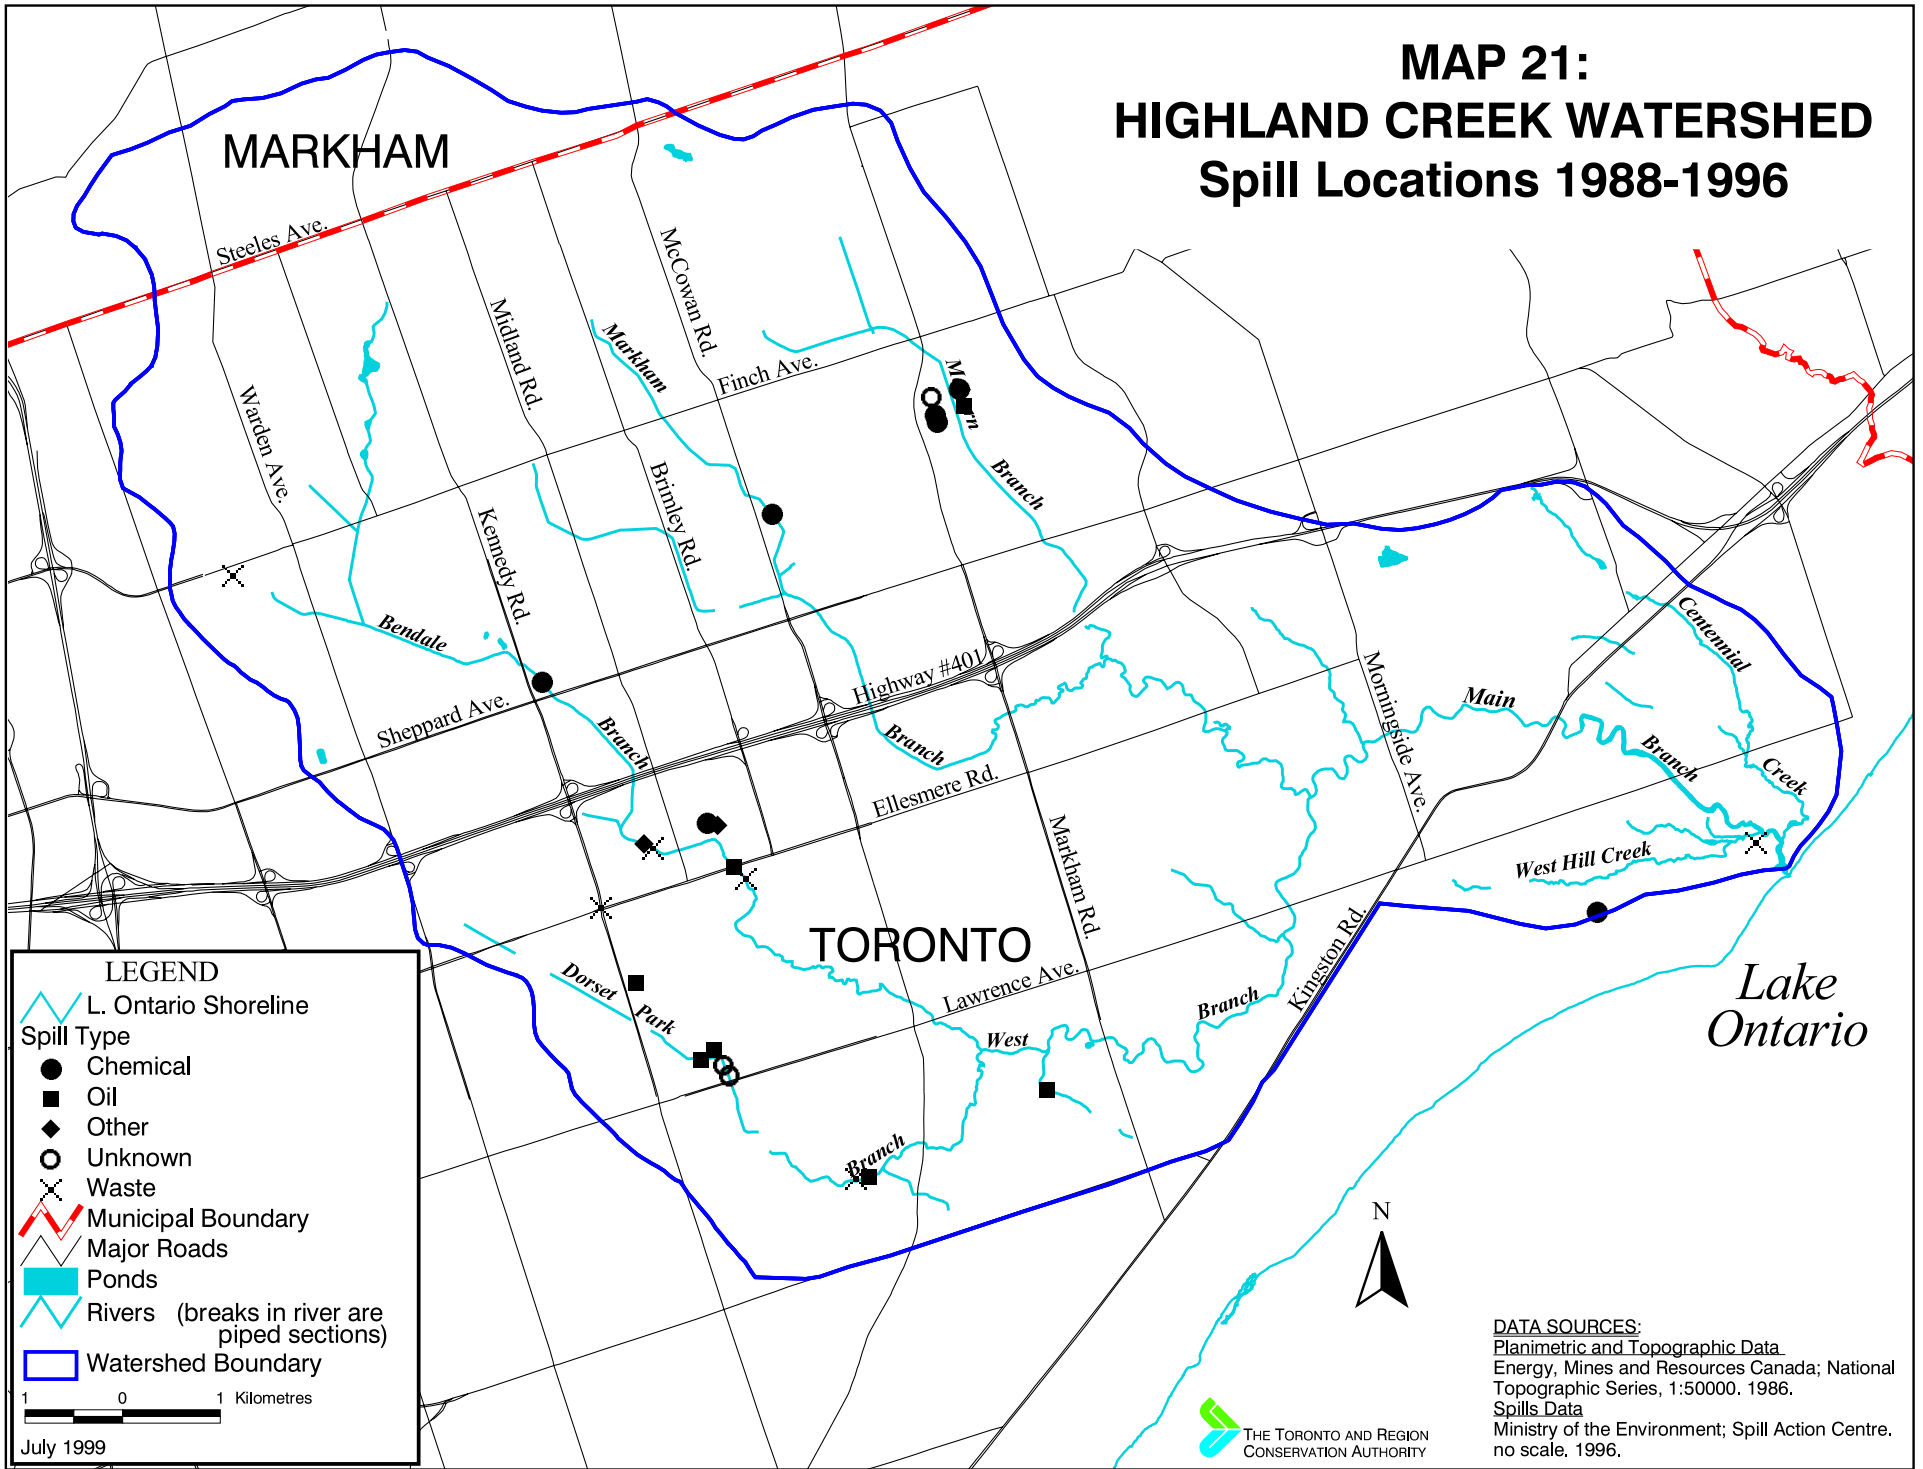 MAP 21:
HIGHLAND CREEK WATERSHED
Spill Locations 1988-1996
MARKHAM
Steeles Ave.
McCowan Rd.
Midland Rd.
Markham
Finch Ave.
Warden Ave.
Branch
Brimley Rd.
Kennedy Rd.
Bendale
Centennial
Highway #401
Sheppard Ave.
Branch
Branch
Morningside Ave.
Main
Branch
Creek
Ellesmere Rd.
Markham Rd.
West Hill Creek
TORONTO
Lawrence Ave.
Kingston Rd.
Dorset
Park
Branch
West
Branch
Lake
Ontario
LEGEND
L. Ontario Shoreline
Spill Type
Chemical
Oil
Other
Unknown
Waste
Municipal Boundary
Major Roads
Ponds
Rivers (breaks in river are
piped sections)
Watershed Boundary
1 0 1 Kilometres
July 1999
N
THE TORONTO AND REGION
CONSERVATION AUTHORITY
DATA SOURCES:
Planimetric and Topographic Data
Energy, Mines and Resources Canada; National
Topographic Series, 1:50000. 1986.
Spills Data
Ministry of the Environment; Spill Action Centre.
no scale. 1996.